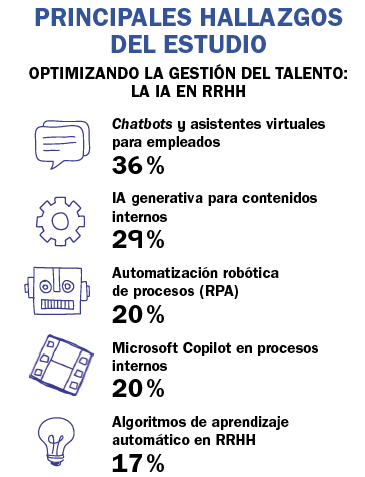 PRINCIPALES HALLAZGOS
DEL ESTUDIO
OPTIMIZANDO LA GESTIÓN DEL TALENTO:
LA IA EN RRHH
Chatbots y asistentes virtuales
para empleados
36%
IA generativa para contenidos
internos
29%
Automatización robótica
de procesos (RPA)
20%
Microsoft Copilot en procesos
internos
20%
Algoritmos de aprendizaje
automático en RRHH
17%